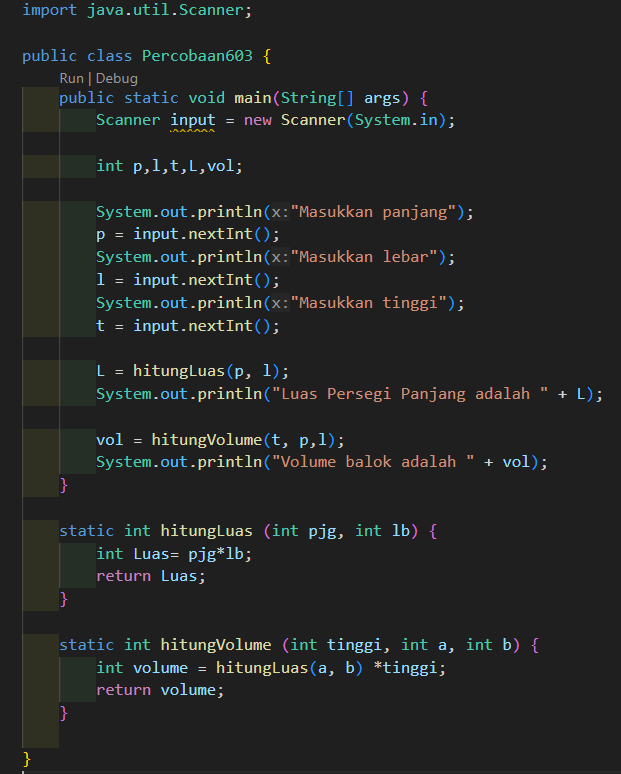 import java.util.Scanner;
public class Percobaan603 {
Run | Debug
public static void main(String[] args) {
Scanner input = new Scanner(System.in);
int p,l,t,L,vol;
System.out.println(x:"Masukkan panjang");
p = input.nextInt();
System.out.println(x:"Masukkan lebar");
l = input.nextInt();
System.out.println(x:"Masukkan tinggi");
t = input.nextInt();
L = hitungLuas(p, l);
System.out.println("Luas Persegi Panjang adalah " + L);
vol = hitungVolume(t, p,l);
System.out.println("Volume balok adalah " + vol);
}
static int hitungLuas (int pjg, int lb) {
int Luas= pjg*lb;
return Luas;
}
static int hitungVolume (int tinggi, int a, int b) {
int volume = hitungLuas(a, b) *tinggi;
return volume;
}
}